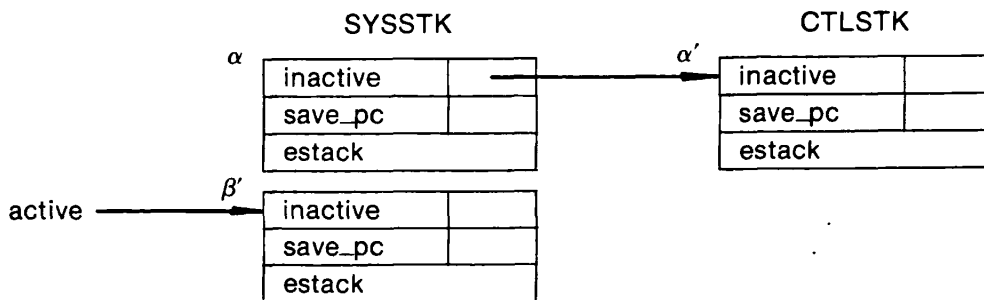 SYSSTK
CTLSTK
α
α′
inactive
inactive
save_pc
save_pc
estack
estack
β′
active
inactive
save_pc
estack